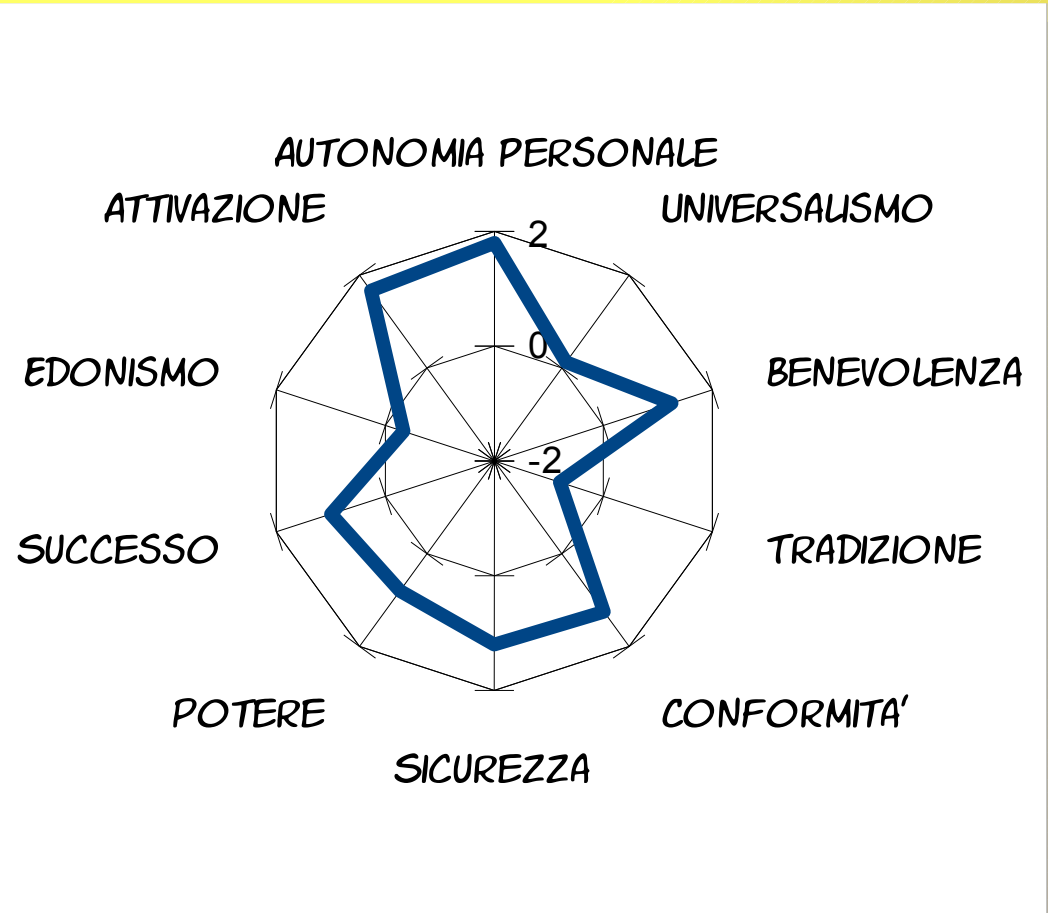 AUTONOMIA PERSONALE
ATTIVAZIONE
UNIVERSALISMO
2
0
EDONISMO
BENEVOLENZA
-2
SUCCESSO
TRADIZIONE
POTERE
CONFORMITA'
SICUREZZA